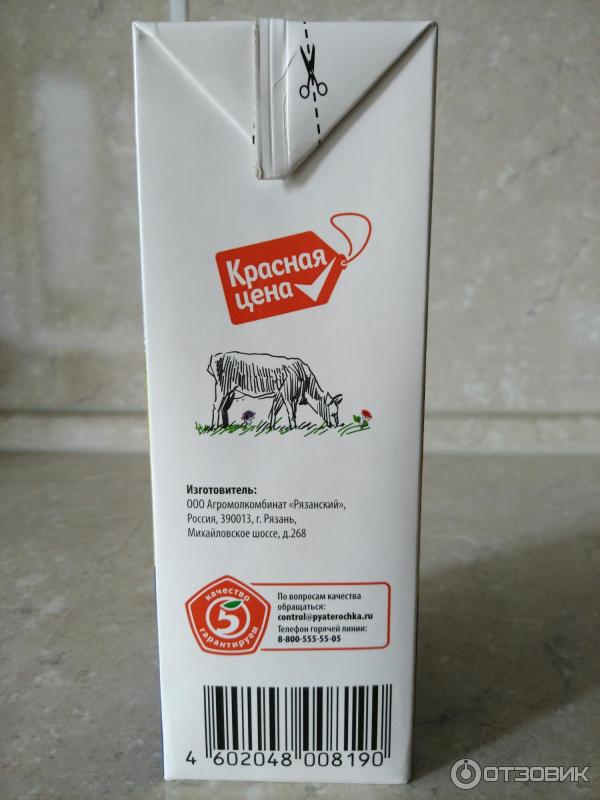 Красная
цена
Изготовитель:
ООО Агромолкомбинат «Рязанский»,
Россия, 390013, г. Рязань,
Михайловское шоссе, д.268
качество
5
гарантируем
По вопросам качества
обращаться:
control@pyaterochka.ru
Телефон горячей линии:
8-800-555-55-05
4 602048 008190
ОТЗОВИК